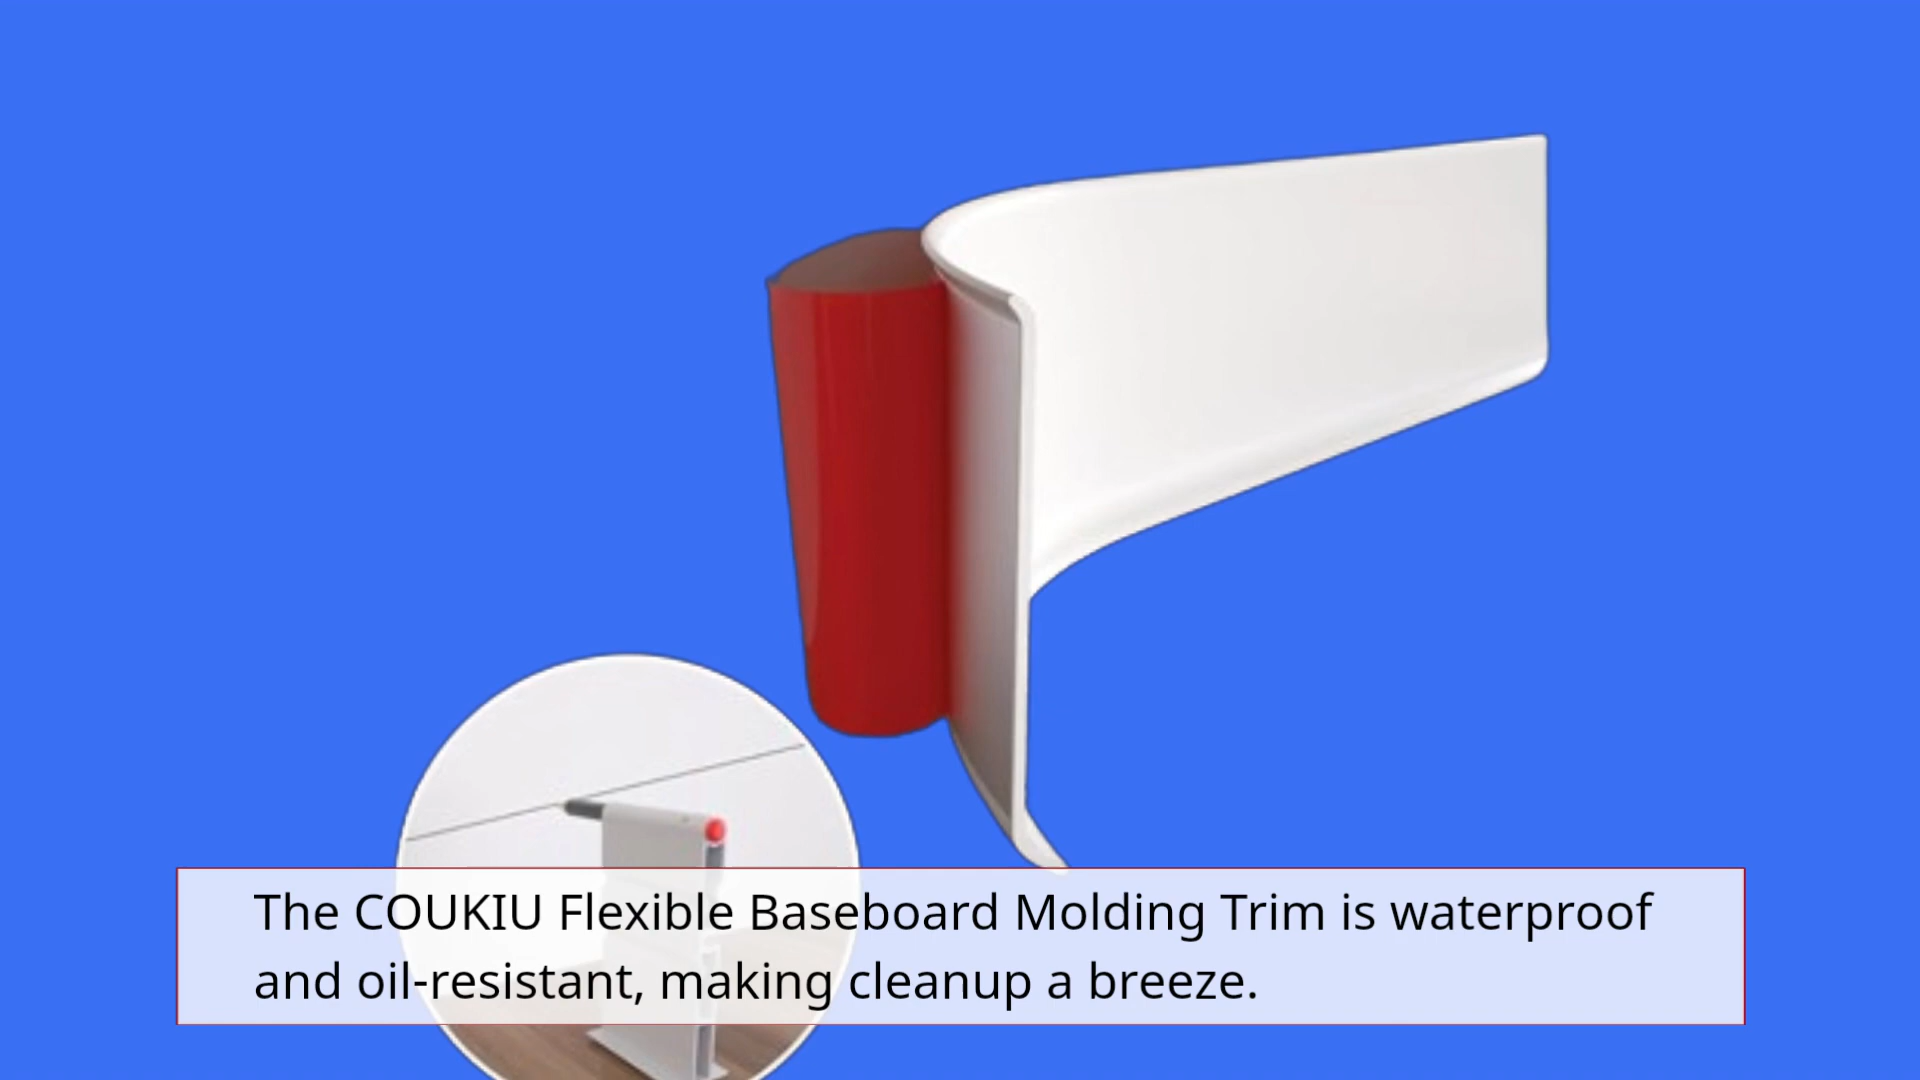 The COUKIU Flexible Baseboard Molding Trim is waterproof
and oil-resistant, making cleanup a breeze.